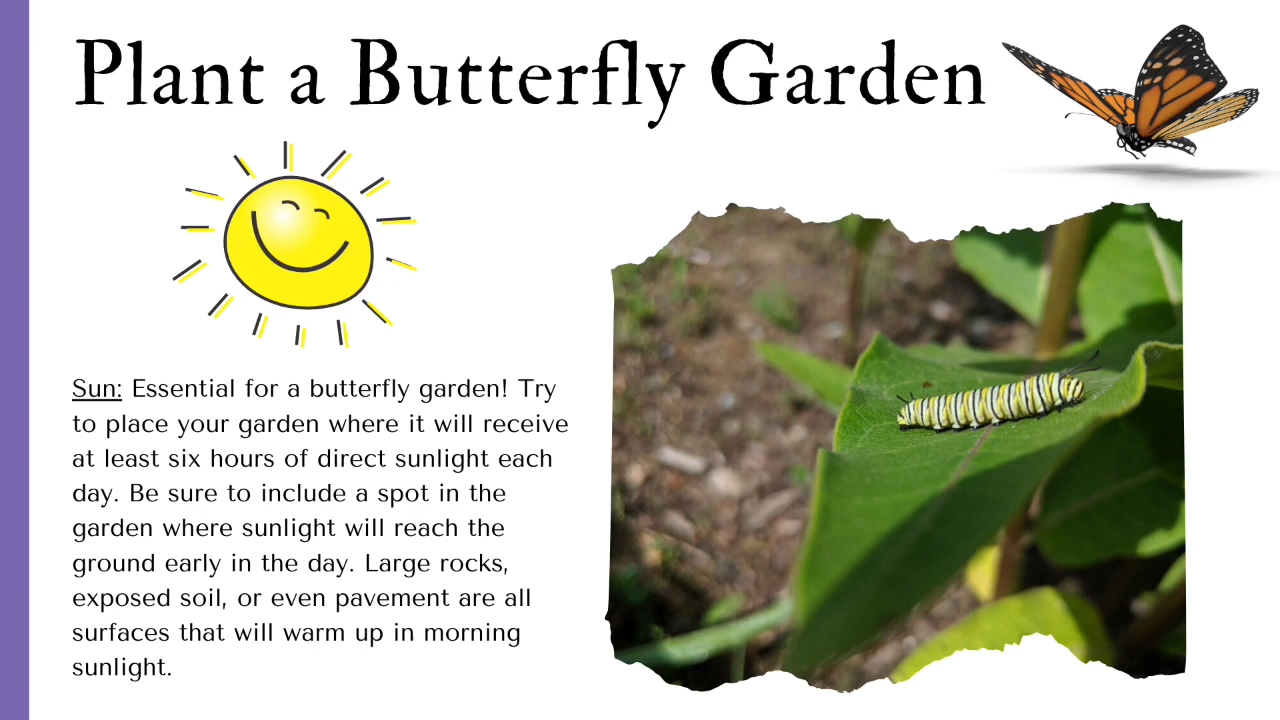 Plant a Butterfly Garden
Sun: Essential for a butterfly garden! Try
to place your garden where it will receive
at least six hours of direct sunlight each
day. Be sure to include a spot in the
garden where sunlight will reach the
ground early in the day. Large rocks,
exposed soil, or even pavement are all
surfaces that will warm up in morning
sunlight.